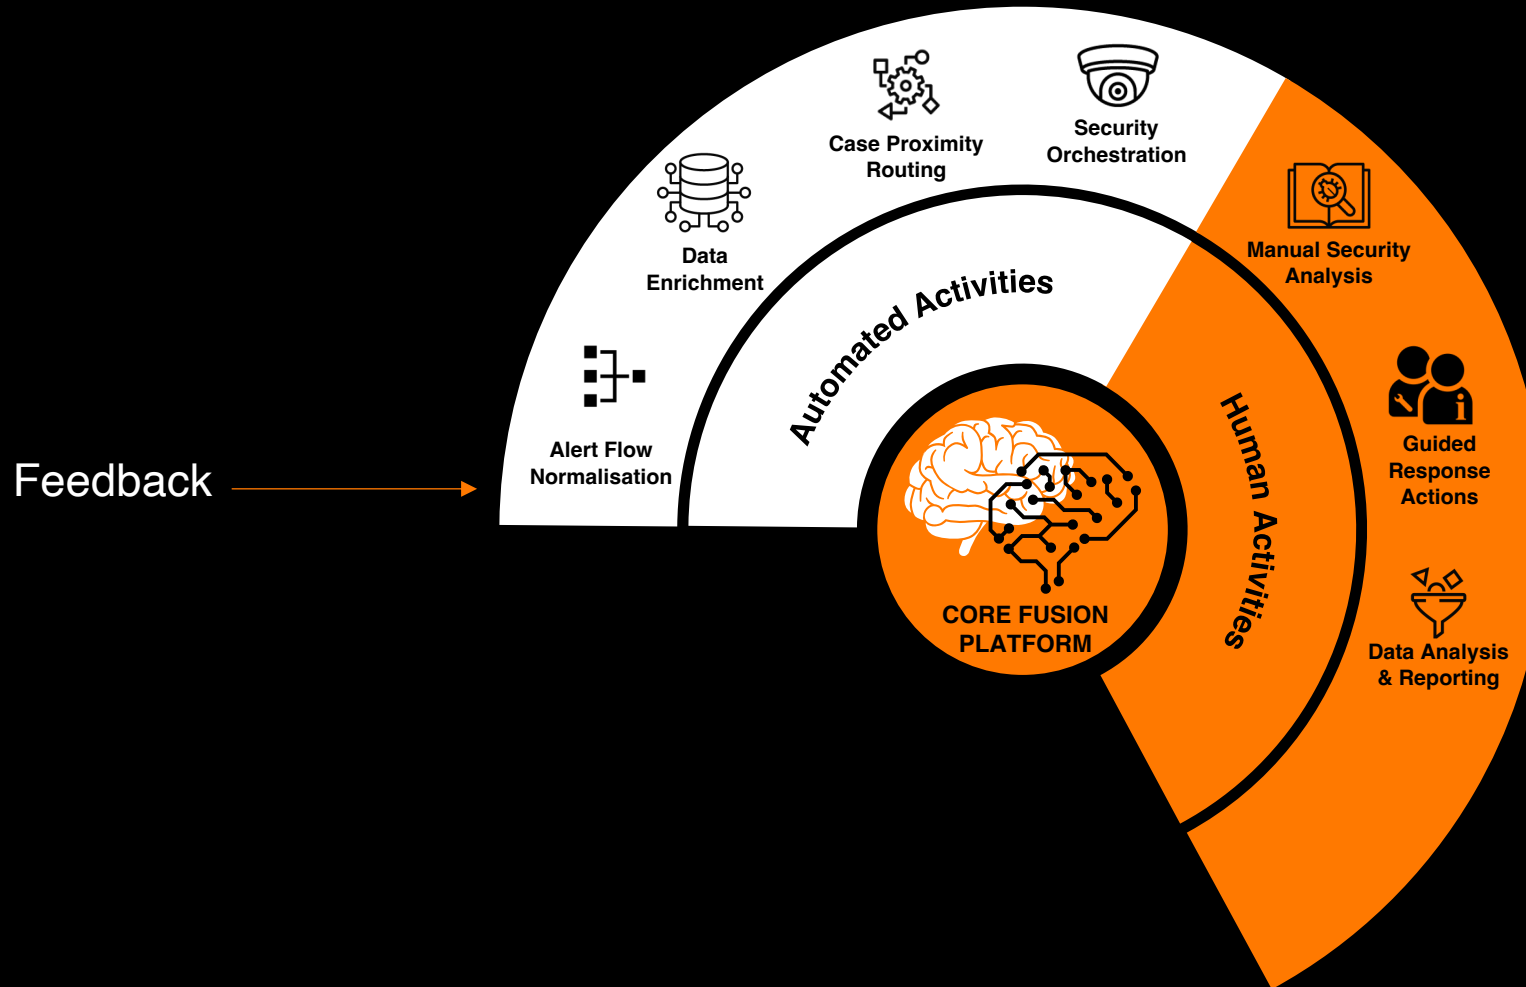 Feedback
Alert Flow
Normalisation
Data
Enrichment
Case Proximity
Routing
Security
Orchestration
Manual Security
Analysis
Guided
Response
Actions
Data Analysis
& Reporting
Automated Activities
Human Activities
CORE FUSION
PLATFORM